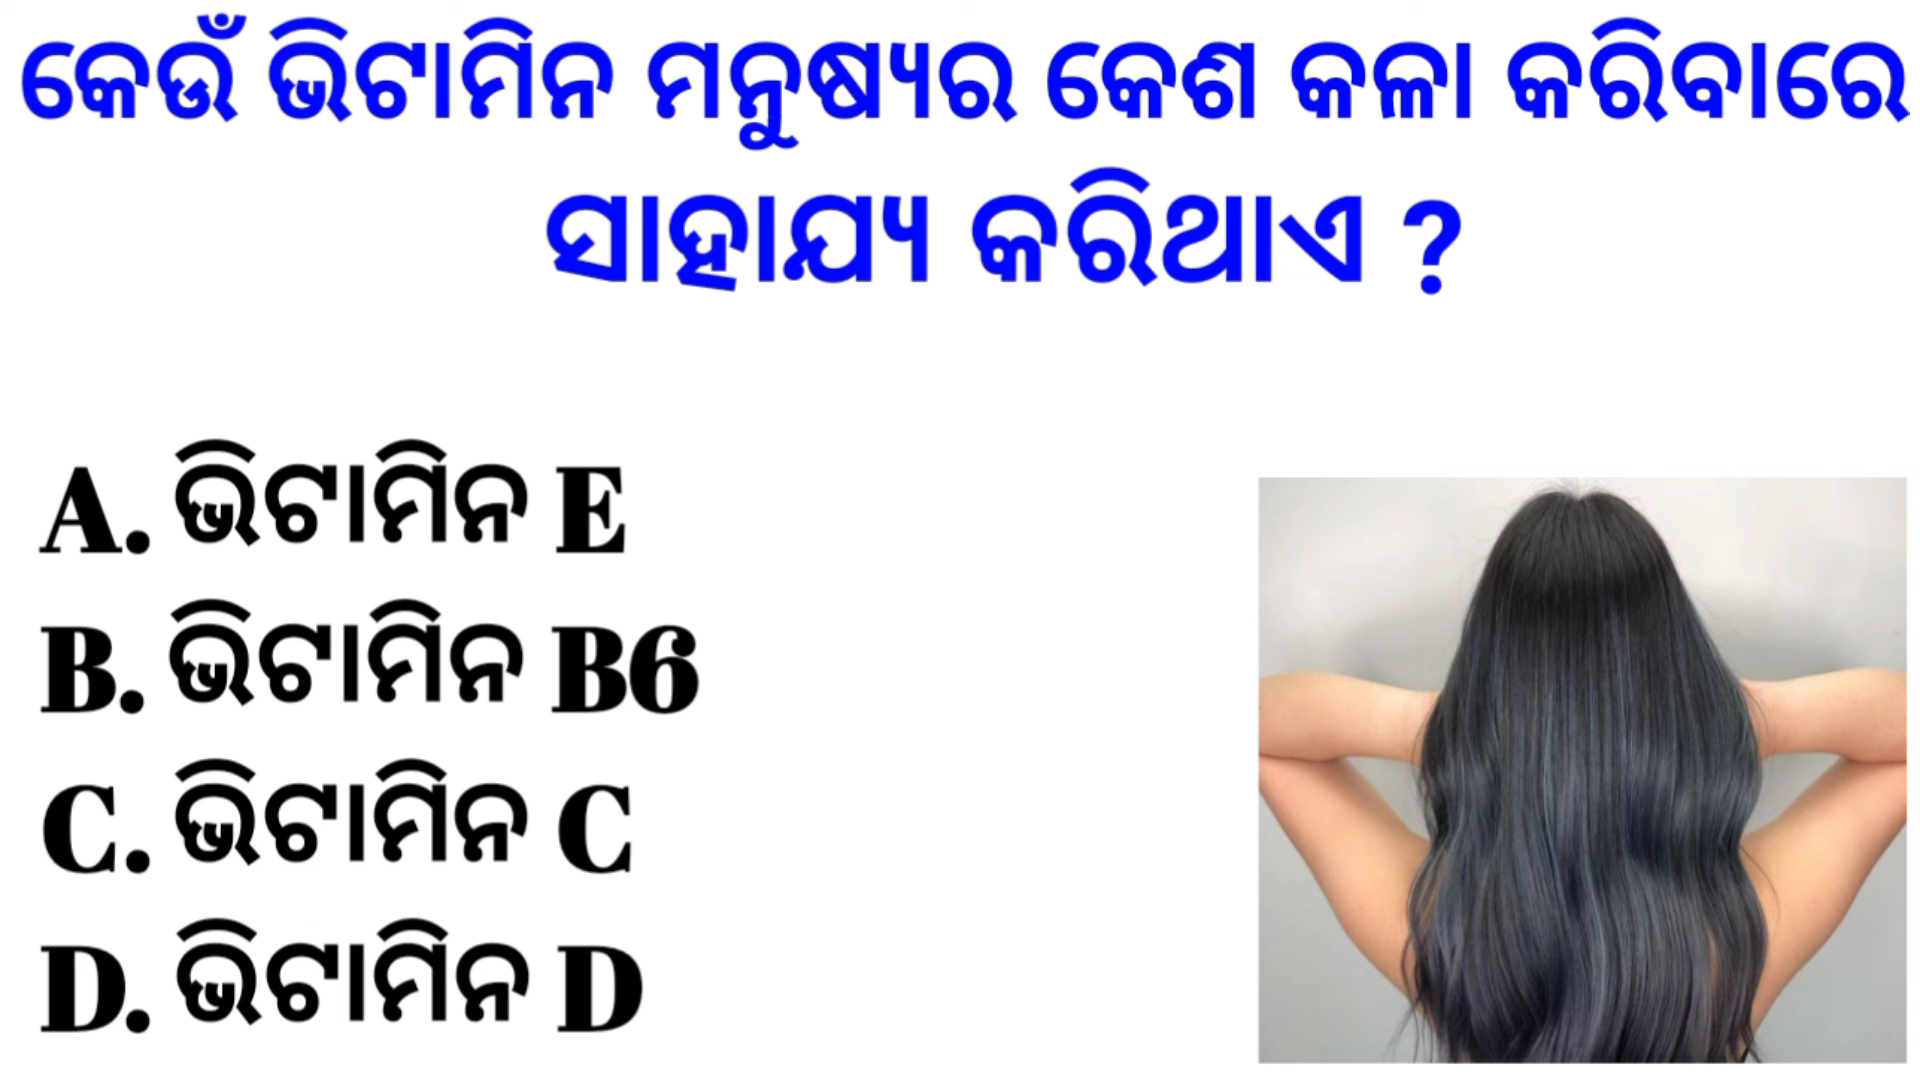 କେଉଁ ଭିଟାମିନ ମନୁଷ୍ୟର କେଶ କଳା କରିବାରେ
ସାହାଯ୍ୟ କରିଥାଏ ?
A. ଭିଟାମିନ E
B. ଭିଟାମିନ B6
C. ଭିଟାମିନ C
D. ଭିଟାମିନ D